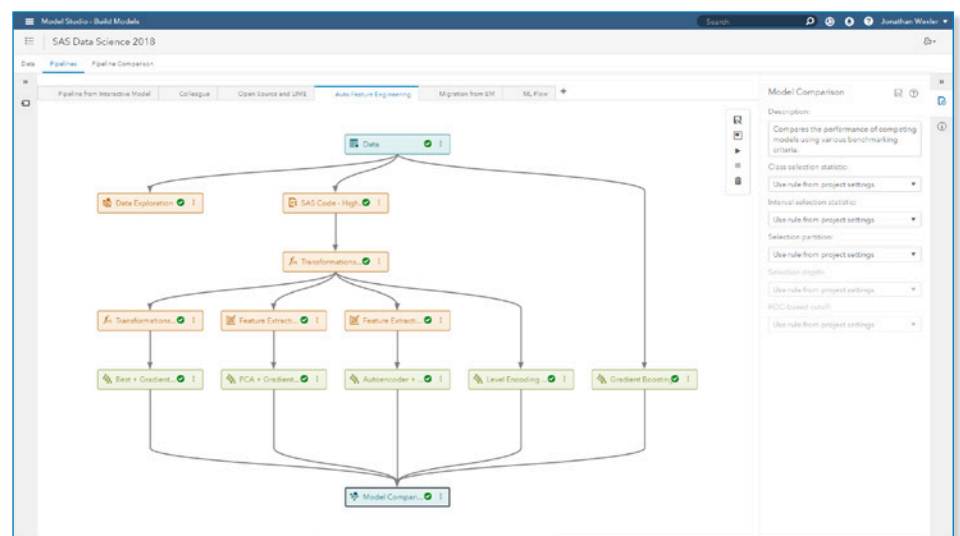 Model Studio - Build Models
Search
Jonathan Wexler
SAS Data Science 2018
Data
Pipelines
Pipeline Comparison
Pipeline from Interactive Model
Colleague
Open Source and LIME
Auto Feature Engineering
Migration from EM
ML Flow
+
Data
Data Exploration
SAS Code - High...
Transformations...
Transformations...
Feature Extracti...
Feature Extracti...
Best + Gradient...
PCA + Gradient...
Autoencoder + ...
Level Encoding ...
Gradient Boosting
Model Compari...
Model Comparison
Description:
Compares the performance of competing
models using various benchmarking
criteria.
Class selection statistic:
Use rule from project settings
Interval selection statistic:
Use rule from project settings
Selection partition:
Use rule from project settings
Selection depth:
Use rule from project settings
ROC-based cutoff:
Use rule from project settings